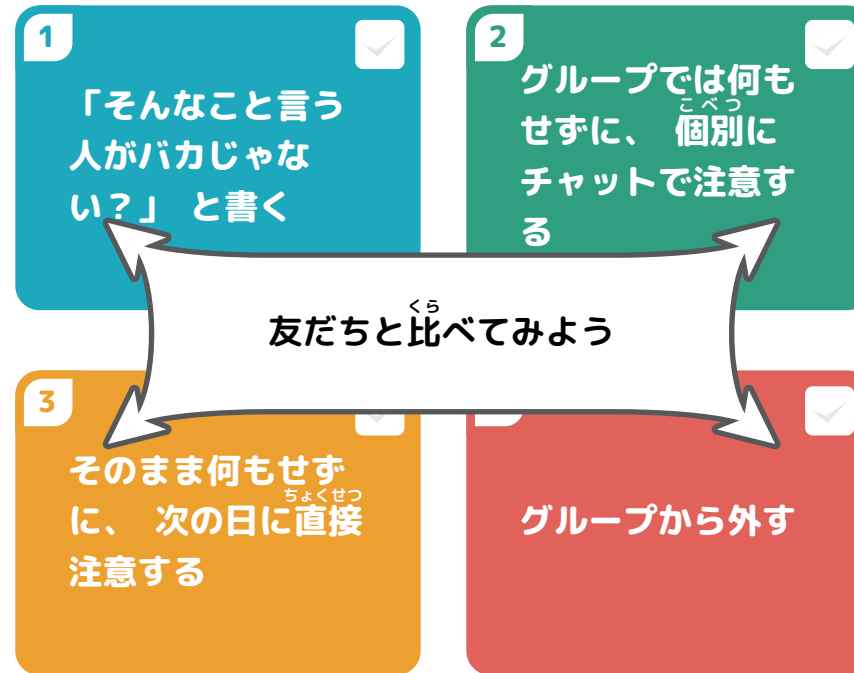 1
「そんなこと言う
人がバカじゃな
い？」 と書く
2
グループでは何も
せずに、 個別に
こべつ
チャットで注意す
る
友だちと比べてみよう
くら
3
そのまま何もせず
に、 次の日に直接
ちょくせつ
注意する
グループから外す